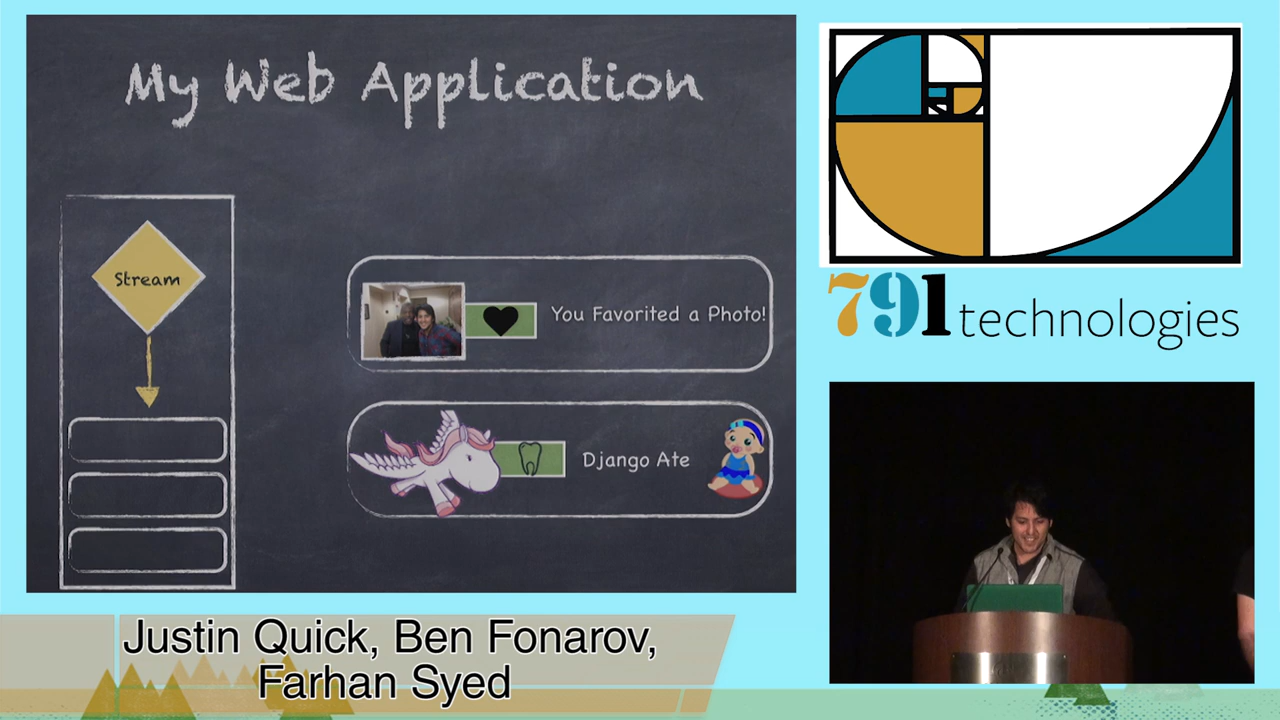 My Web Application
Stream
You Favorited a Photo!
Django Ate
791 technologies
Justin Quick, Ben Fonarov,
Farhan Syed